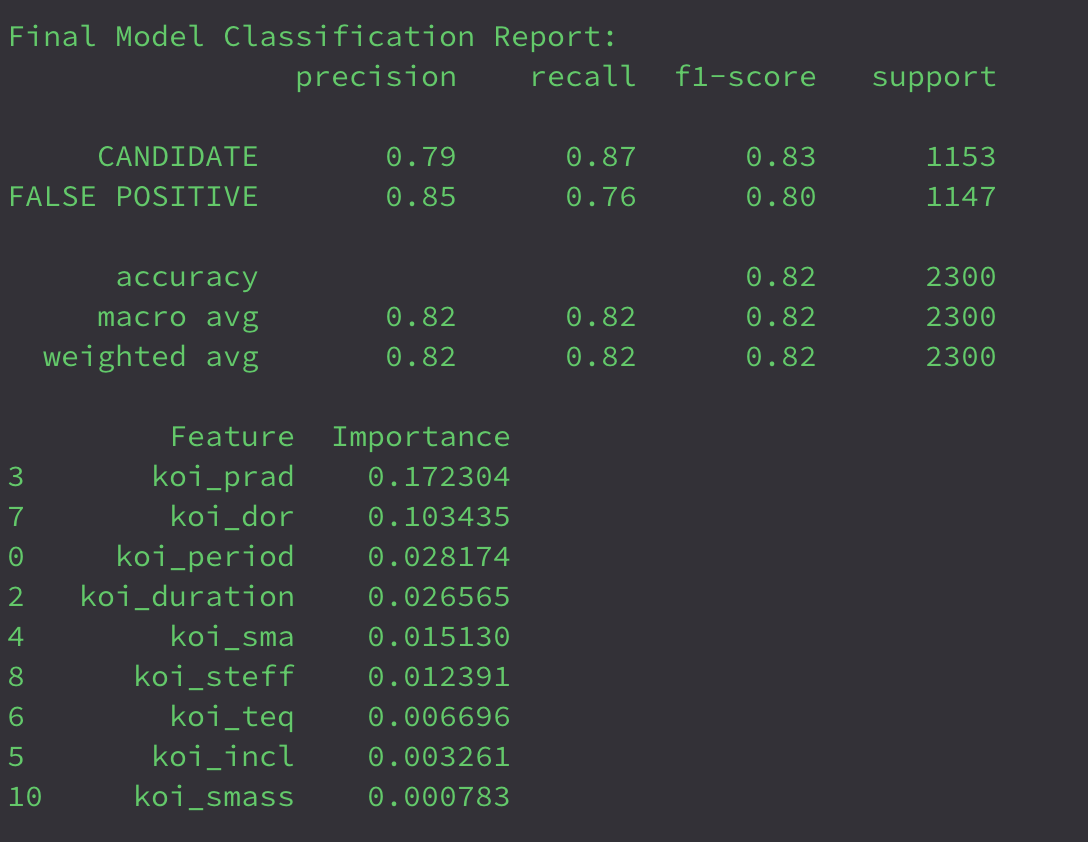 Final Model Classification Report:
               precision    recall  f1-score   support

     CANDIDATE       0.79      0.87      0.83      1153
FALSE POSITIVE       0.85      0.76      0.80      1147

      accuracy                           0.82      2300
     macro avg       0.82      0.82      0.82      2300
  weighted avg       0.82      0.82      0.82      2300

         Feature  Importance
3       koi_prad    0.172304
7        koi_dor    0.103435
0     koi_period    0.028174
2   koi_duration    0.026565
4        koi_sma    0.015130
8      koi_steff    0.012391
6        koi_teq    0.006696
5       koi_incl    0.003261
10     koi_smass    0.000783